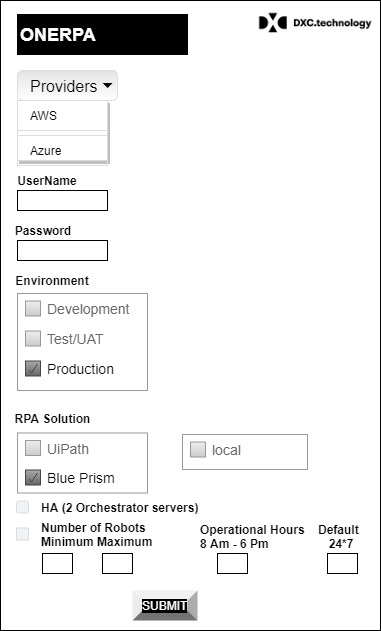 ONERPA
DXC.technology
Providers
AWS
Azure
UserName
Password
Environment
Development
Test/UAT
Production
RPA Solution
UiPath
local
Blue Prism
HA (2 Orchestrator servers)
Number of Robots Operational Hours Default
Minimum Maximum 8 Am - 6 Pm 24*7
SUBMIT